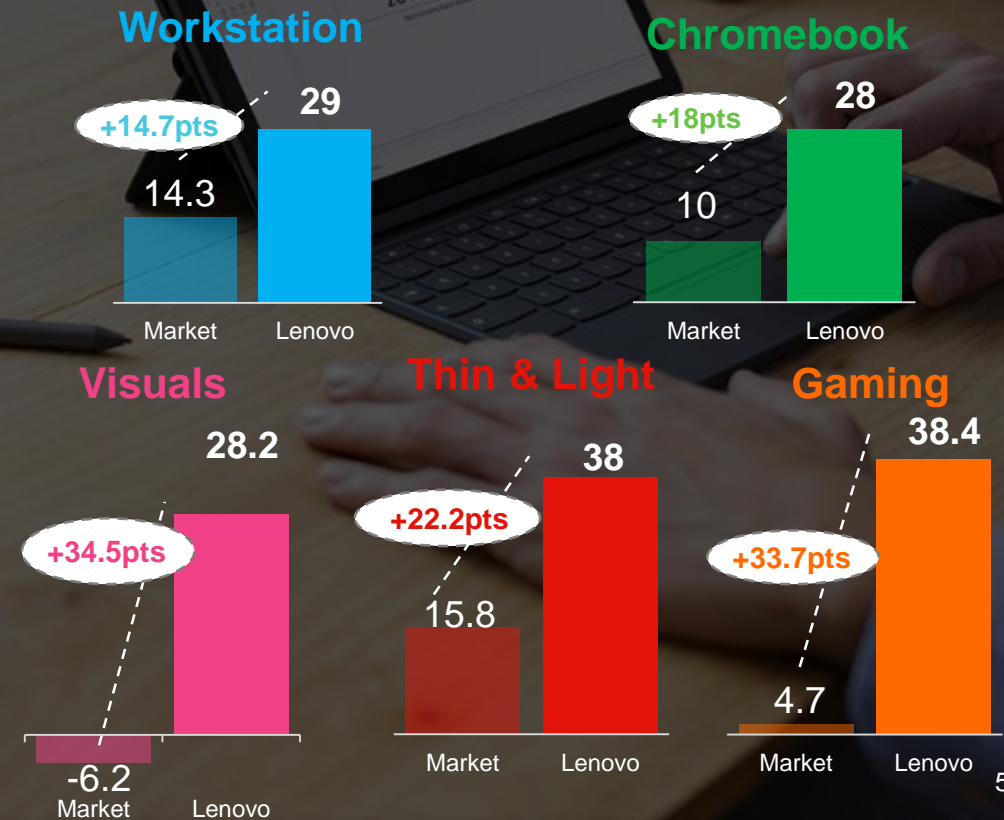 Workstation
+14.7pts
29
14.3
Market Lenovo
Chromebook
+18pts
28
10
Market Lenovo
Visuals
28.2
+34.5pts
-6.2
Market Lenovo
Thin & Light
38
+22.2pts
15.8
Market Lenovo
Gaming
38.4
+33.7pts
4.7
Market Lenovo
5